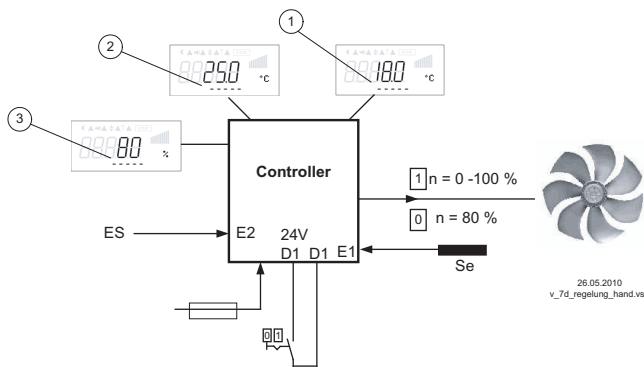 1
2
25.0 °C
18.0 °C
3
80 %
Controller
1 n = 0 -100 %
0 n = 80 %
ES
E2
24V
D1 D1 E1
Se
0 1
26.05.2010
v_7d_regelung_hand.vs